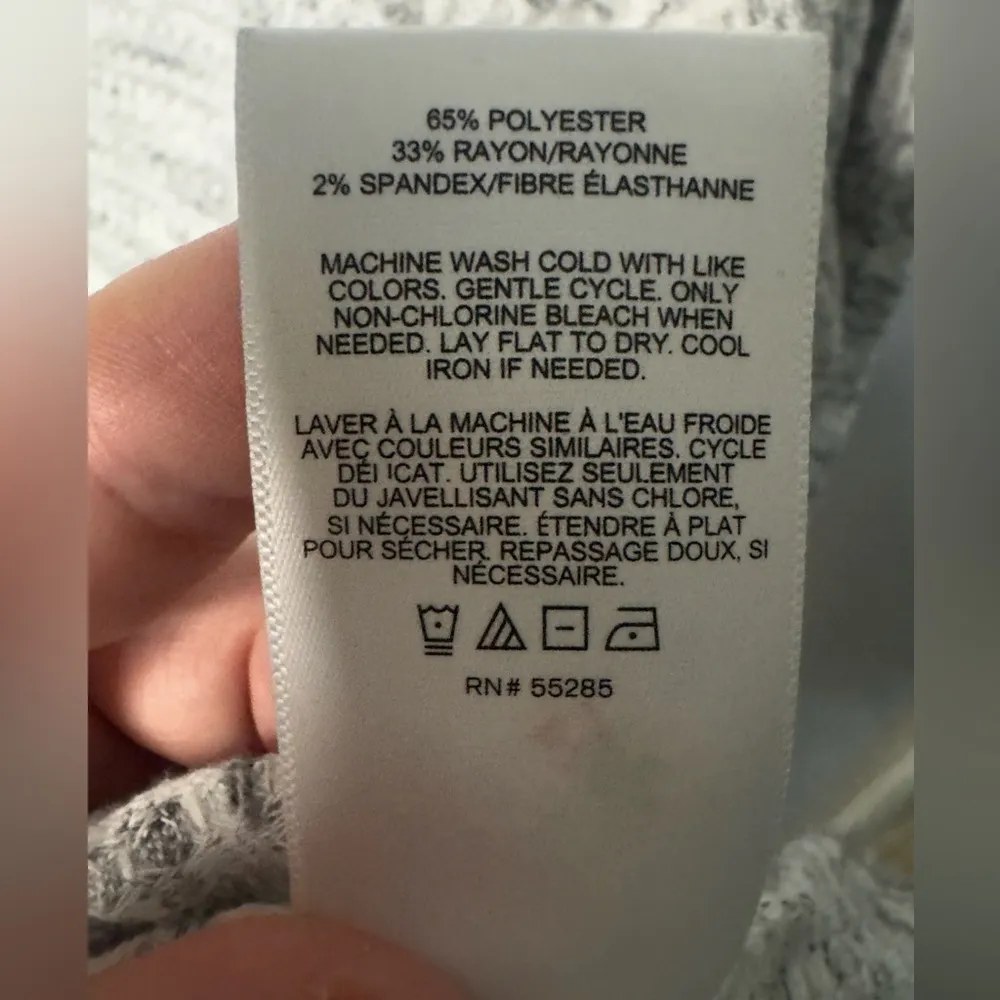 65% POLYESTER
33% RAYON/RAYONNE
2% SPANDEX/FIBRE ÉLASTHANNE
MACHINE WASH COLD WITH LIKE
COLORS. GENTLE CYCLE. ONLY
NON-CHLORINE BLEACH WHEN
NEEDED. LAY FLAT TO DRY. COOL
IRON IF NEEDED.
LAVER À LA MACHINE À L'EAU FROIDE
AVEC COULEURS SIMILAIRES. CYCLE
DÉLICAT. UTILISEZ SEULEMENT
DU JAVELLISANT SANS CHLORE,
SI NÉCESSAIRE. ÉTENDRE À PLAT
POUR SÉCHER. REPASSAGE DOUX, SI
NÉCESSAIRE.
RN# 55285